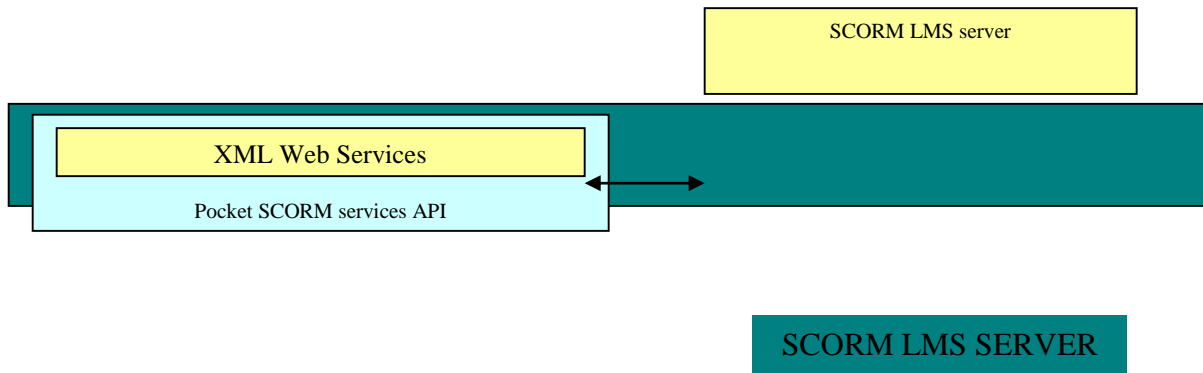 SCORM LMS server
XML Web Services
Pocket SCORM services API
SCORM LMS SERVER